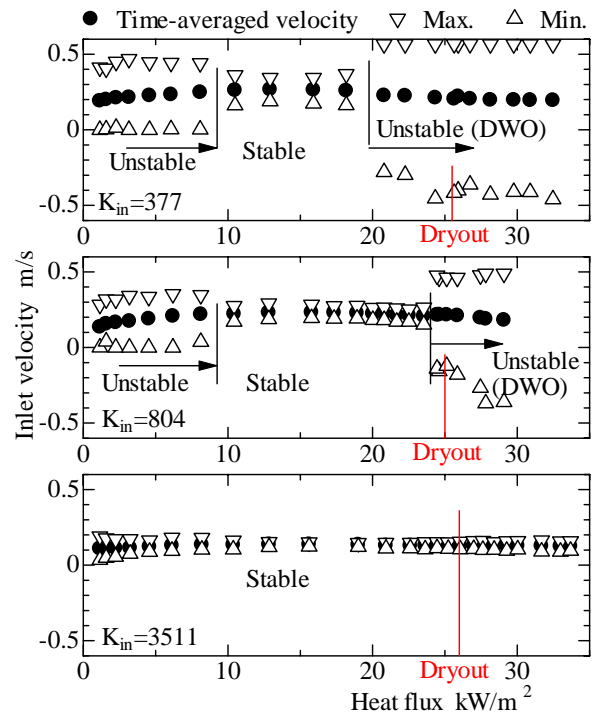 ● Time-averaged velocity ▽ Max. △ Min.
0.5
0
-0.5
Unstable
Stable
Unstable (DWO)
K_in=377
Dryout
0 10 20 30
0.5
0
-0.5
Unstable
Stable
Unstable
(DWO)
K_in=804
Dryout
0 10 20 30
0.5
0
-0.5
Stable
K_in=3511
Dryout
0 10 20 30
Inlet velocity m/s
Heat flux kW/m²